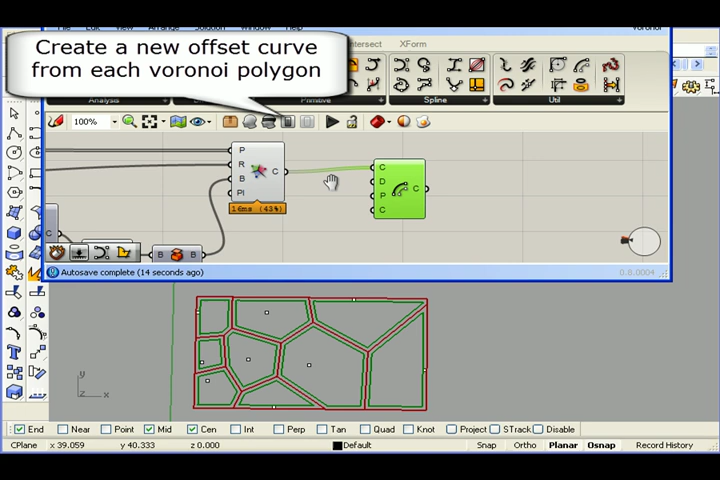 Create a new offset curve
from each voronoi polygon
Intersect
XForm
Analysis
Primitive
Spline
Util
100%
P
R
B
Pl
C
16ms (43%)
C
D
P
C
C
C
B
B
Autosave complete (14 seconds ago)
0.8.0004
y
z
x
End
Near
Point
Mid
Cen
Int
Perp
Tan
Quad
Knot
Project
STrack
Disable
CPlane
x 39.059
y 40.333
z 0.000
Default
Snap
Ortho
Planar
Osnap
Record History